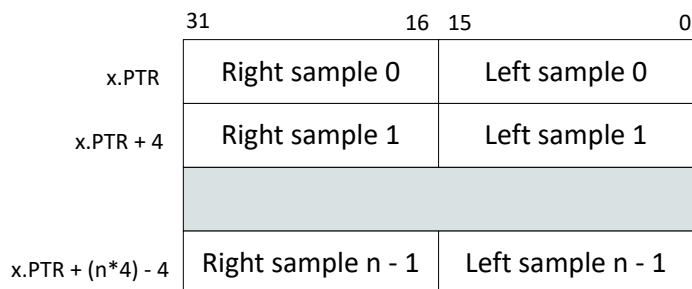 31 16 15 0
x.PTR Right sample 0 Left sample 0
x.PTR + 4 Right sample 1 Left sample 1
x.PTR + (n*4) - 4 Right sample n - 1 Left sample n - 1